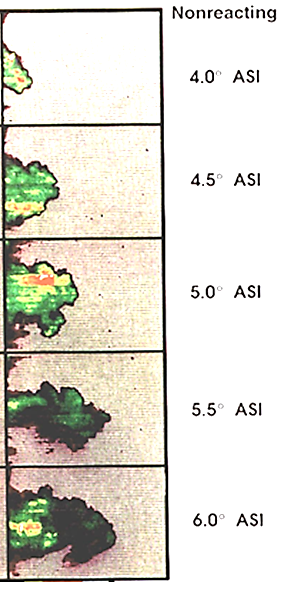 Nonreacting
4.0° ASI
4.5° ASI
5.0° ASI
5.5° ASI
6.0° ASI